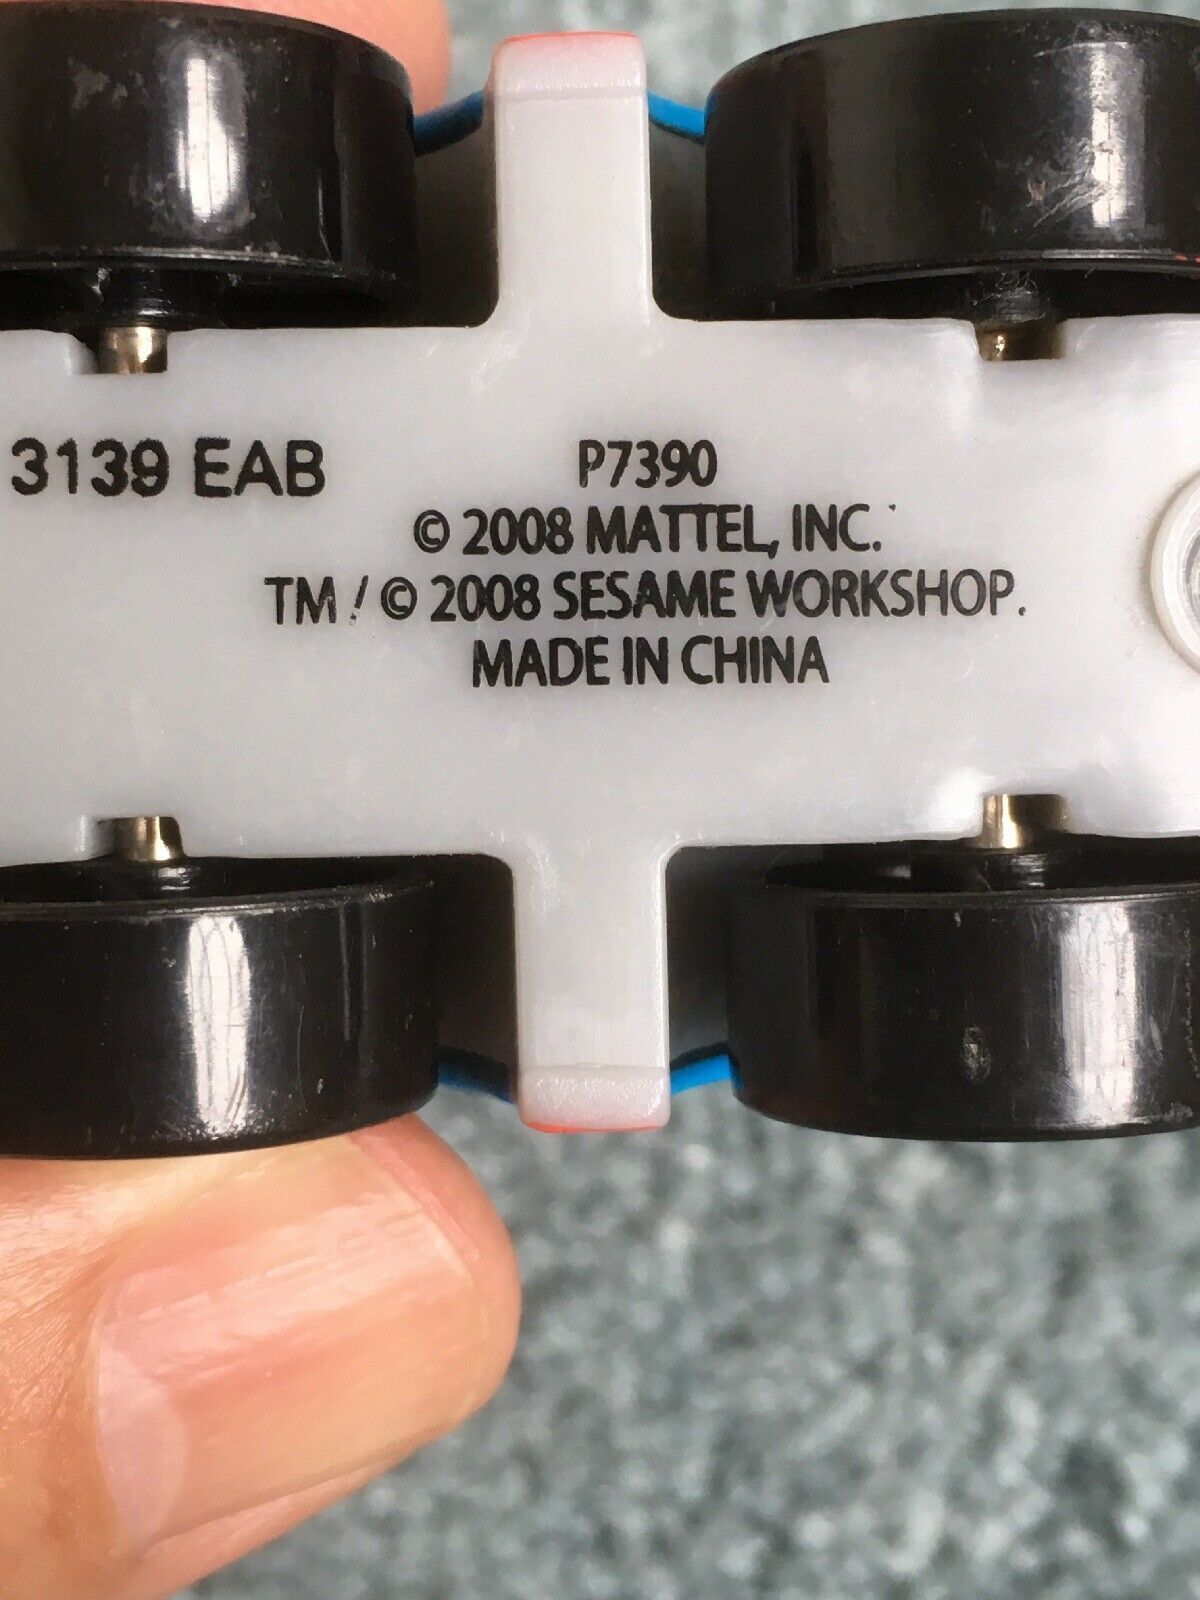 3139 EAB
P7390
© 2008 MATTEL, INC.
TM / © 2008 SESAME WORKSHOP.
MADE IN CHINA